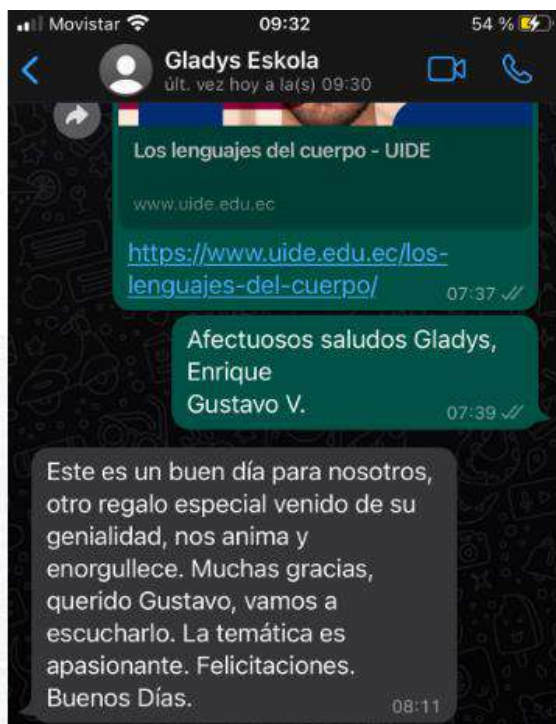 Movistar 09:32 54 %
Gladys Eskola
últ. vez hoy a la(s) 09:30
Los lenguajes del cuerpo - UIDE
www.uide.edu.ec
https://www.uide.edu.ec/los-
lenguajes-del-cuerpo/ 07:37
Afectuosos saludos Gladys,
Enrique
Gustavo V. 07:39
Este es un buen día para nosotros,
otro regalo especial venido de su
genialidad, nos anima y
enorgullece. Muchas gracias,
querido Gustavo, vamos a
escucharlo. La temática es
apasionante. Felicitaciones.
Buenos Días. 08:11